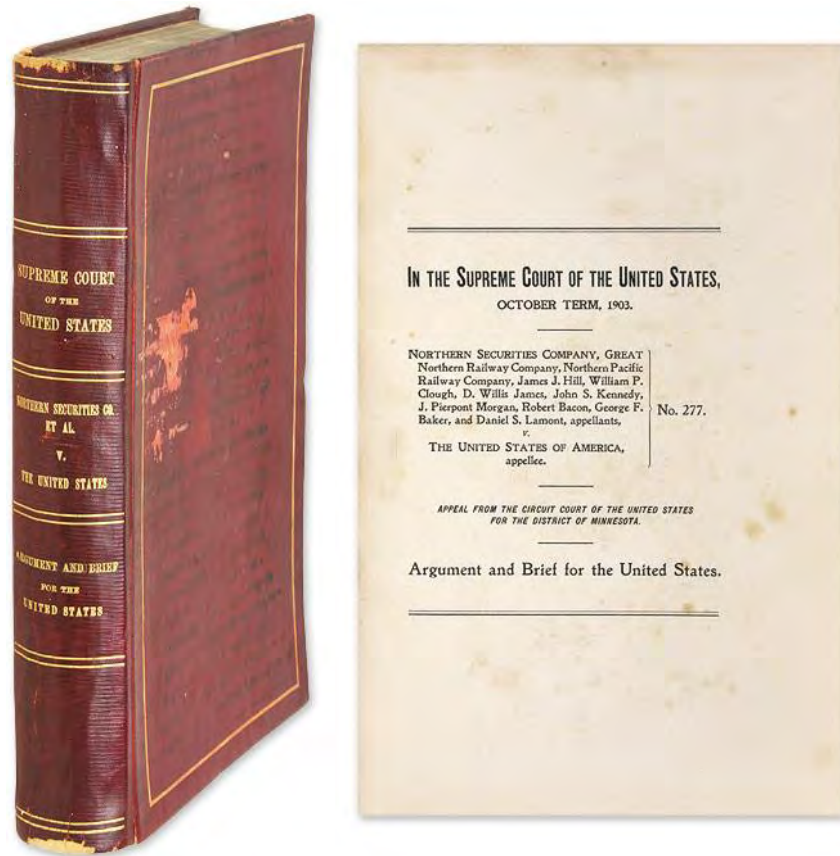 SUPREME COURT
OF THE
UNITED STATES
NORTHERN SECURITIES CO.
ET AL.
V.
THE UNITED STATES
ARGUMENT AND BRIEF
FOR THE
UNITED STATES
IN THE SUPREME COURT OF THE UNITED STATES,
OCTOBER TERM, 1903.
NORTHERN SECURITIES COMPANY, GREAT
Northern Railway Company, Northern Pacific
Railway Company, James J. Hill, William P.
Clough, D. Willis James, John S. Kennedy,
J. Pierpont Morgan, Robert Bacon, George F.
Baker, and Daniel S. Lamont, appellants,
v.
THE UNITED STATES OF AMERICA,
appellee.
No. 277.
APPEAL FROM THE CIRCUIT COURT OF THE UNITED STATES
FOR THE DISTRICT OF MINNESOTA.
Argument and Brief for the United States.